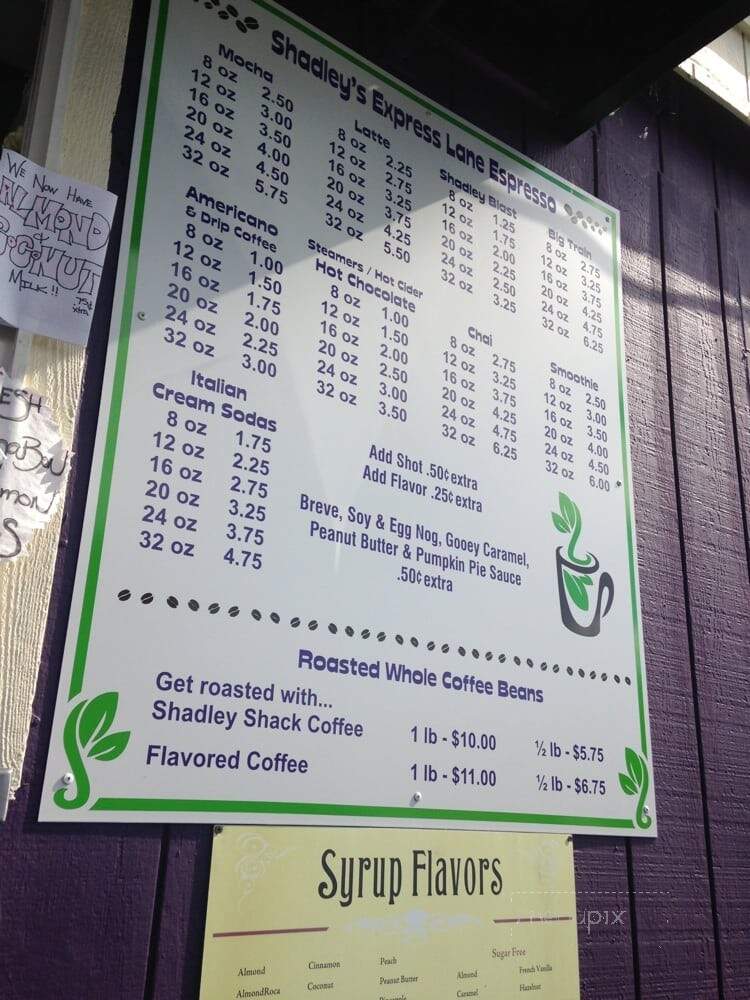 Shadley's Express Lane Espresso
Mocha
8 oz 2.50
12 oz 3.00
16 oz 3.50
20 oz 4.00
24 oz 4.50
32 oz 5.75
Latte
8 oz 2.25
12 oz 2.75
16 oz 3.25
20 oz 3.75
24 oz 4.25
32 oz 5.50
Shadley Blast
8 oz 1.25
12 oz 1.75
16 oz 2.00
20 oz 2.25
24 oz 2.50
32 oz 3.25
Big Train
8 oz 2.75
12 oz 3.25
16 oz 3.75
20 oz 4.25
24 oz 4.75
32 oz 6.25
Americano
& Drip Coffee
8 oz 1.00
12 oz 1.50
16 oz 1.75
20 oz 2.00
24 oz 2.25
32 oz 3.00
Steamers / Hot Cider
Hot Chocolate
8 oz 1.00
12 oz 1.50
16 oz 2.00
20 oz 2.50
24 oz 3.00
32 oz 3.50
Chai
8 oz 2.75
12 oz 3.25
16 oz 3.75
20 oz 4.25
24 oz 4.75
32 oz 6.25
Smoothie
8 oz 2.50
12 oz 3.00
16 oz 3.50
20 oz 4.00
24 oz 4.50
32 oz 6.00
Italian
Cream Sodas
8 oz 1.75
12 oz 2.25
16 oz 2.75
20 oz 3.25
24 oz 3.75
32 oz 4.75
Add Shot .50¢ extra
Add Flavor .25¢ extra
Breve, Soy & Egg Nog, Gooey Caramel,
Peanut Butter & Pumpkin Pie Sauce
.50¢ extra
Roasted Whole Coffee Beans
Get roasted with...
Shadley Shack Coffee 1 lb - $10.00 ½ lb - $5.75
Flavored Coffee 1 lb - $11.00 ½ lb - $6.75
We Now Have
ALMOND
&
COCONUT
MILK!!
.75¢
xtra
Syrup Flavors
Sugar Free
Almond Cinnamon Peach Almond French Vanilla
AlmondRoca Coconut Peanut Butter Caramel Hazelnut